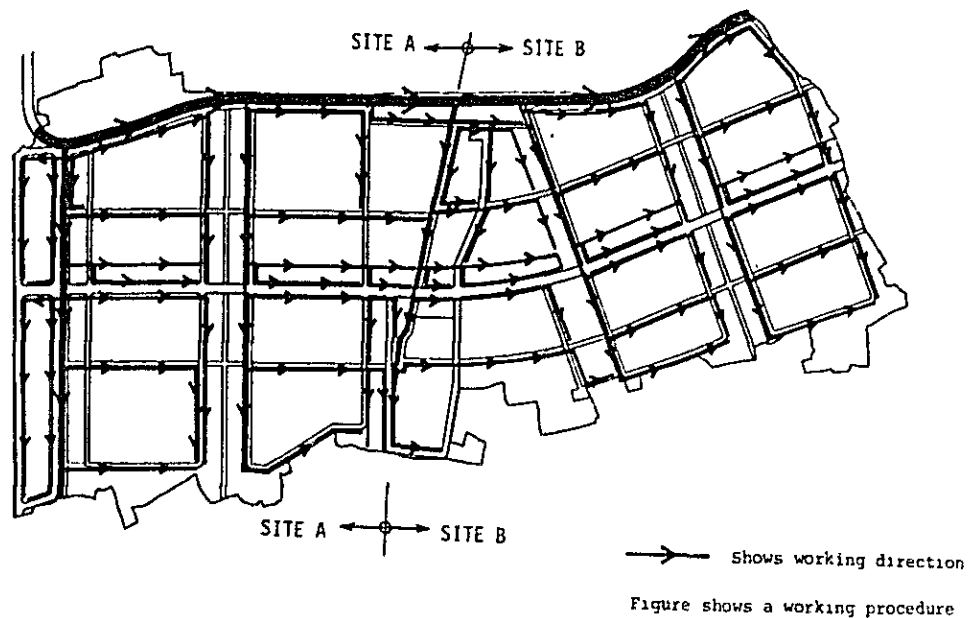 SITE A SITE B
SITE A SITE B
Shows working direction
Figure shows a working procedure